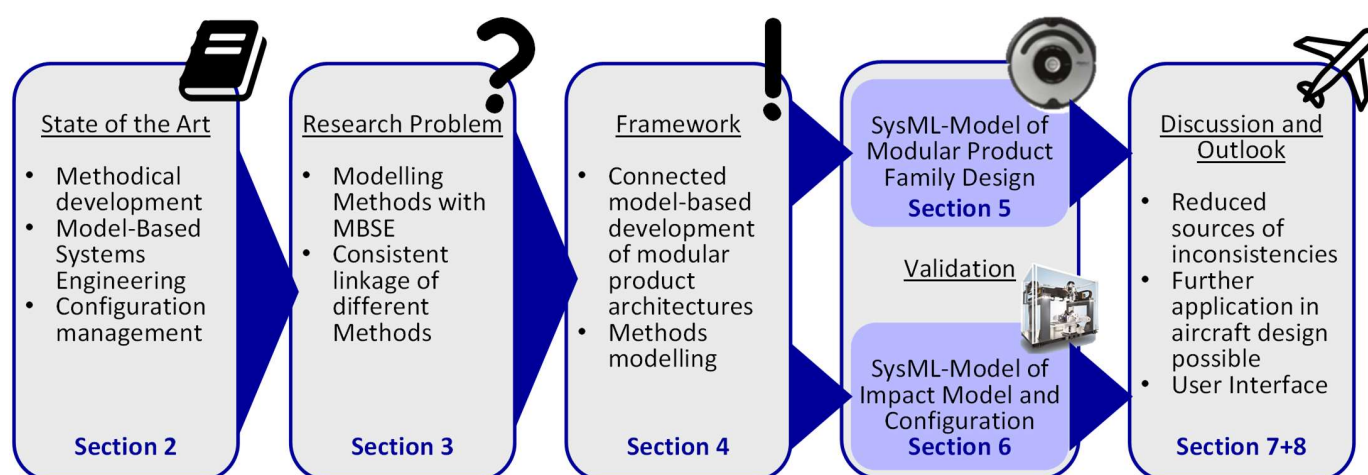 State of the Art
• Methodical
development
• Model-Based
Systems
Engineering
• Configuration
management
Section 2
Research Problem
• Modelling
Methods with
MBSE
• Consistent
linkage of
different
Methods
Section 3
Framework
• Connected
model-based
development
of modular
product
architectures
• Methods
modelling
Section 4
SysML-Model of
Modular Product
Family Design
Section 5
Validation
SysML-Model of
Impact Model and
Configuration
Section 6
Discussion and
Outlook
• Reduced
sources of
inconsistencies
• Further
application in
aircraft design
possible
• User Interface
Section 7+8